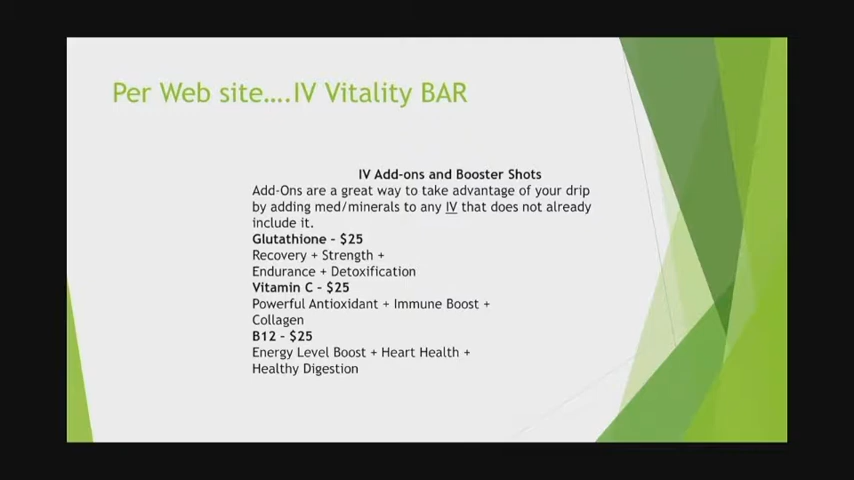 Per Web site....IV Vitality BAR
IV Add-ons and Booster Shots
Add-Ons are a great way to take advantage of your drip
by adding med/minerals to any IV that does not already
include it.
Glutathione - $25
Recovery + Strength +
Endurance + Detoxification
Vitamin C - $25
Powerful Antioxidant + Immune Boost +
Collagen
B12 - $25
Energy Level Boost + Heart Health +
Healthy Digestion